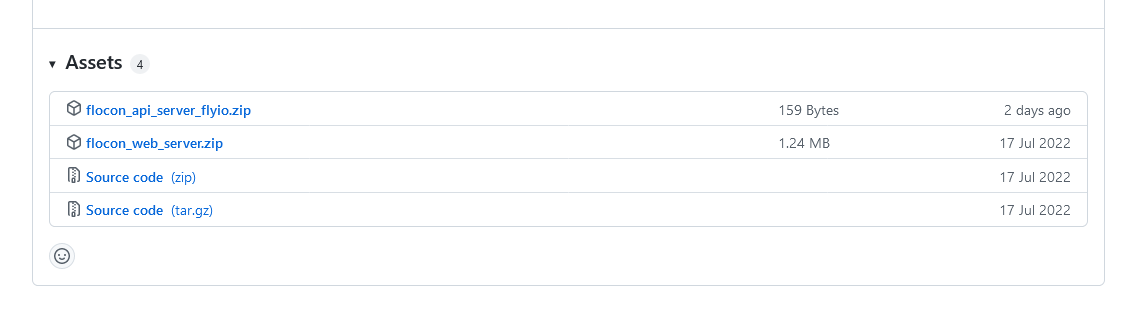 Assets 4
flocon_api_server_flyio.zip 159 Bytes 2 days ago
flocon_web_server.zip 1.24 MB 17 Jul 2022
Source code (zip) 17 Jul 2022
Source code (tar.gz) 17 Jul 2022